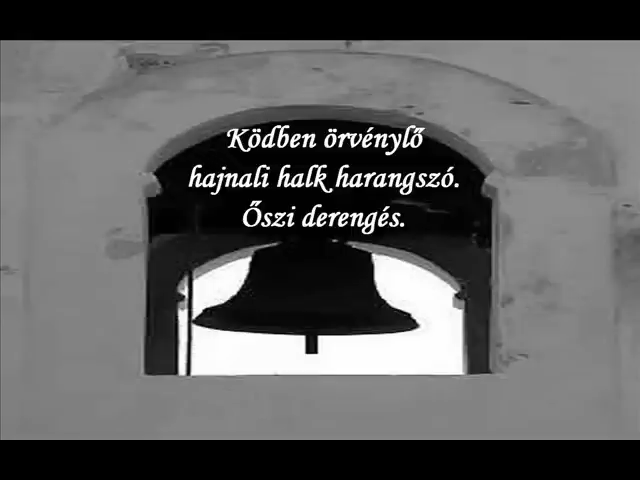 Ködben örvénylő
hajnali halk harangszó.
Őszi derengés.